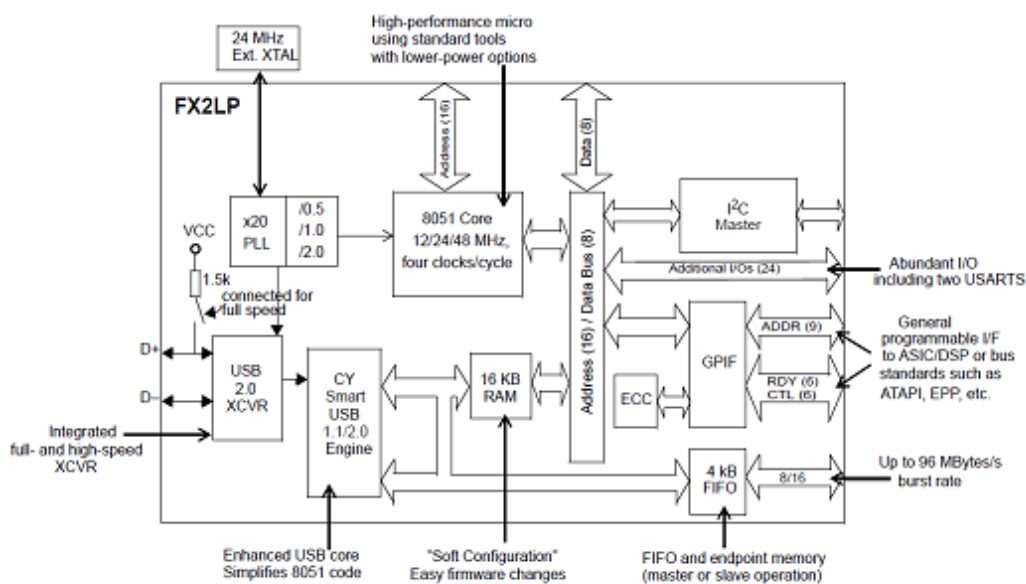 High-performance micro
using standard tools
with lower-power options
24 MHz
Ext. XTAL
FX2LP
Address (16)
Data (8)
x20
PLL
/0.5
/1.0
/2.0
8051 Core
12/24/48 MHz,
four clocks/cycle
I²C
Master
VCC
1.5k
connected for
full speed
Address (16) / Data Bus (8)
Additional I/Os (24)
Abundant I/O
including two USARTS
D+
D–
USB
2.0
XCVR
CY
Smart
USB
1.1/2.0
Engine
16 KB
RAM
ECC
GPIF
ADDR (9)
RDY (6)
CTL (6)
General
programmable I/F
to ASIC/DSP or bus
standards such as
ATAPI, EPP, etc.
Integrated
full- and high-speed
XCVR
4 kB
FIFO
8/16
Up to 96 MBytes/s
burst rate
Enhanced USB core
Simplifies 8051 code
"Soft Configuration"
Easy firmware changes
FIFO and endpoint memory
(master or slave operation)